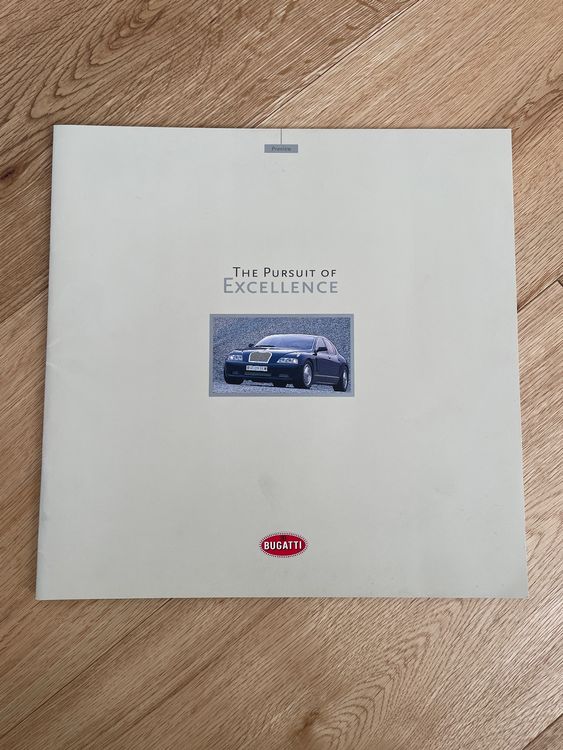 Preview
THE PURSUIT OF
EXCELLENCE
BUGATTI